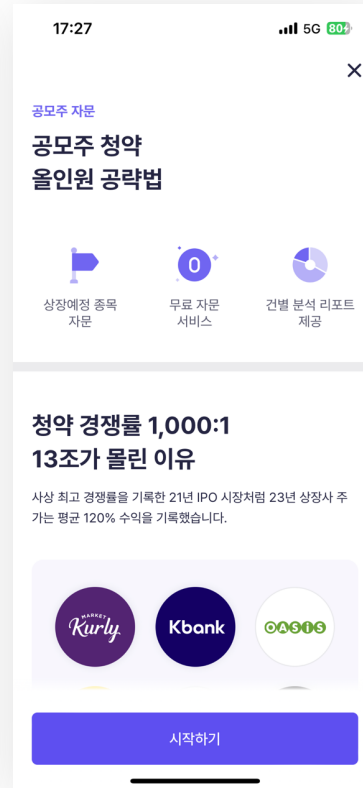 17:27
5G 80
공모주 자문
공모주 청약
올인원 공략법
0
상장예정 종목
자문
무료 자문
서비스
건별 분석 리포트
제공
청약 경쟁률 1,000:1
13조가 몰린 이유
사상 최고 경쟁률을 기록한 21년 IPO 시장처럼 23년 상장사 주
가는 평균 120% 수익을 기록했습니다.
MARKET
Kurly
Kbank
OASIS
시작하기